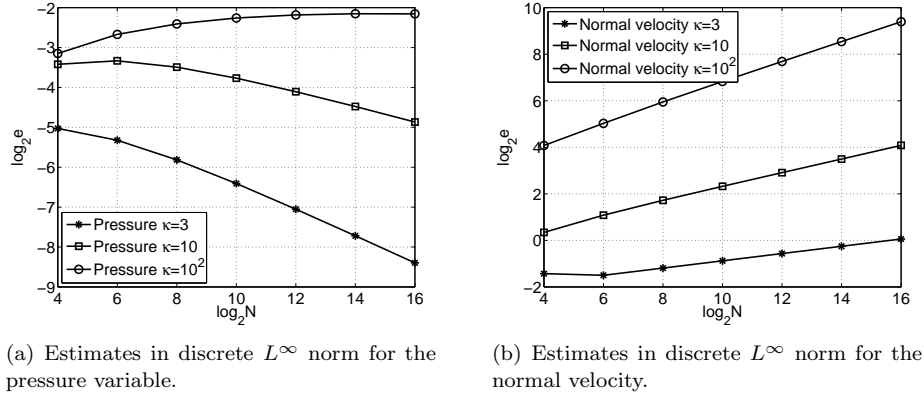 −2
−3
−4
−5
−6
−7
−8
−9
log₂e
4 6 8 10 12 14 16
log₂N
Pressure κ=3
Pressure κ=10
Pressure κ=10²
10
8
6
4
2
0
−2
log₂e
4 6 8 10 12 14 16
log₂N
Normal velocity κ=3
Normal velocity κ=10
Normal velocity κ=10²
(a) Estimates in discrete L∞ norm for the
pressure variable.
(b) Estimates in discrete L∞ norm for the
normal velocity.